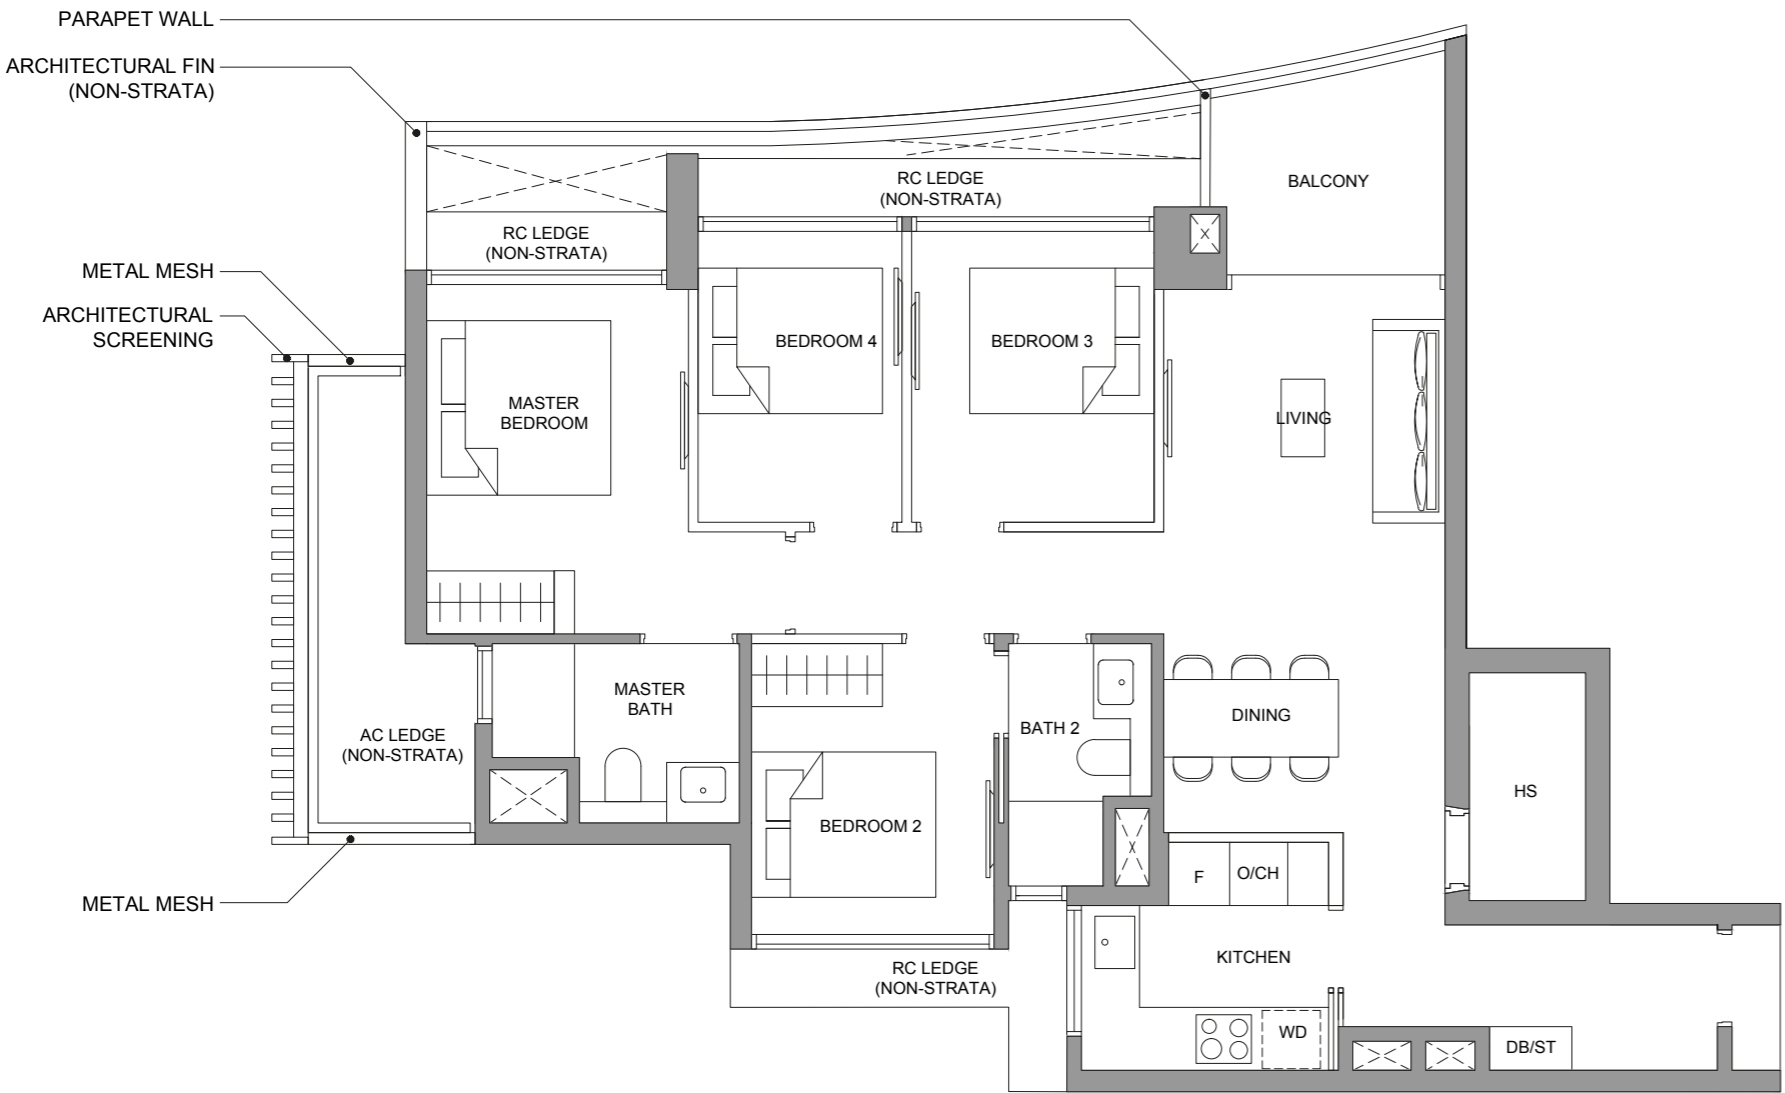 PARAPET WALL
ARCHITECTURAL FIN
(NON-STRATA)
RC LEDGE
(NON-STRATA)
BALCONY
RC LEDGE
(NON-STRATA)
X
METAL MESH
ARCHITECTURAL
SCREENING
MASTER
BEDROOM
BEDROOM 4
BEDROOM 3
LIVING
MASTER
BATH
AC LEDGE
(NON-STRATA)
BATH 2
DINING
HS
BEDROOM 2
F
O/CH
METAL MESH
RC LEDGE
(NON-STRATA)
KITCHEN
WD
DB/ST